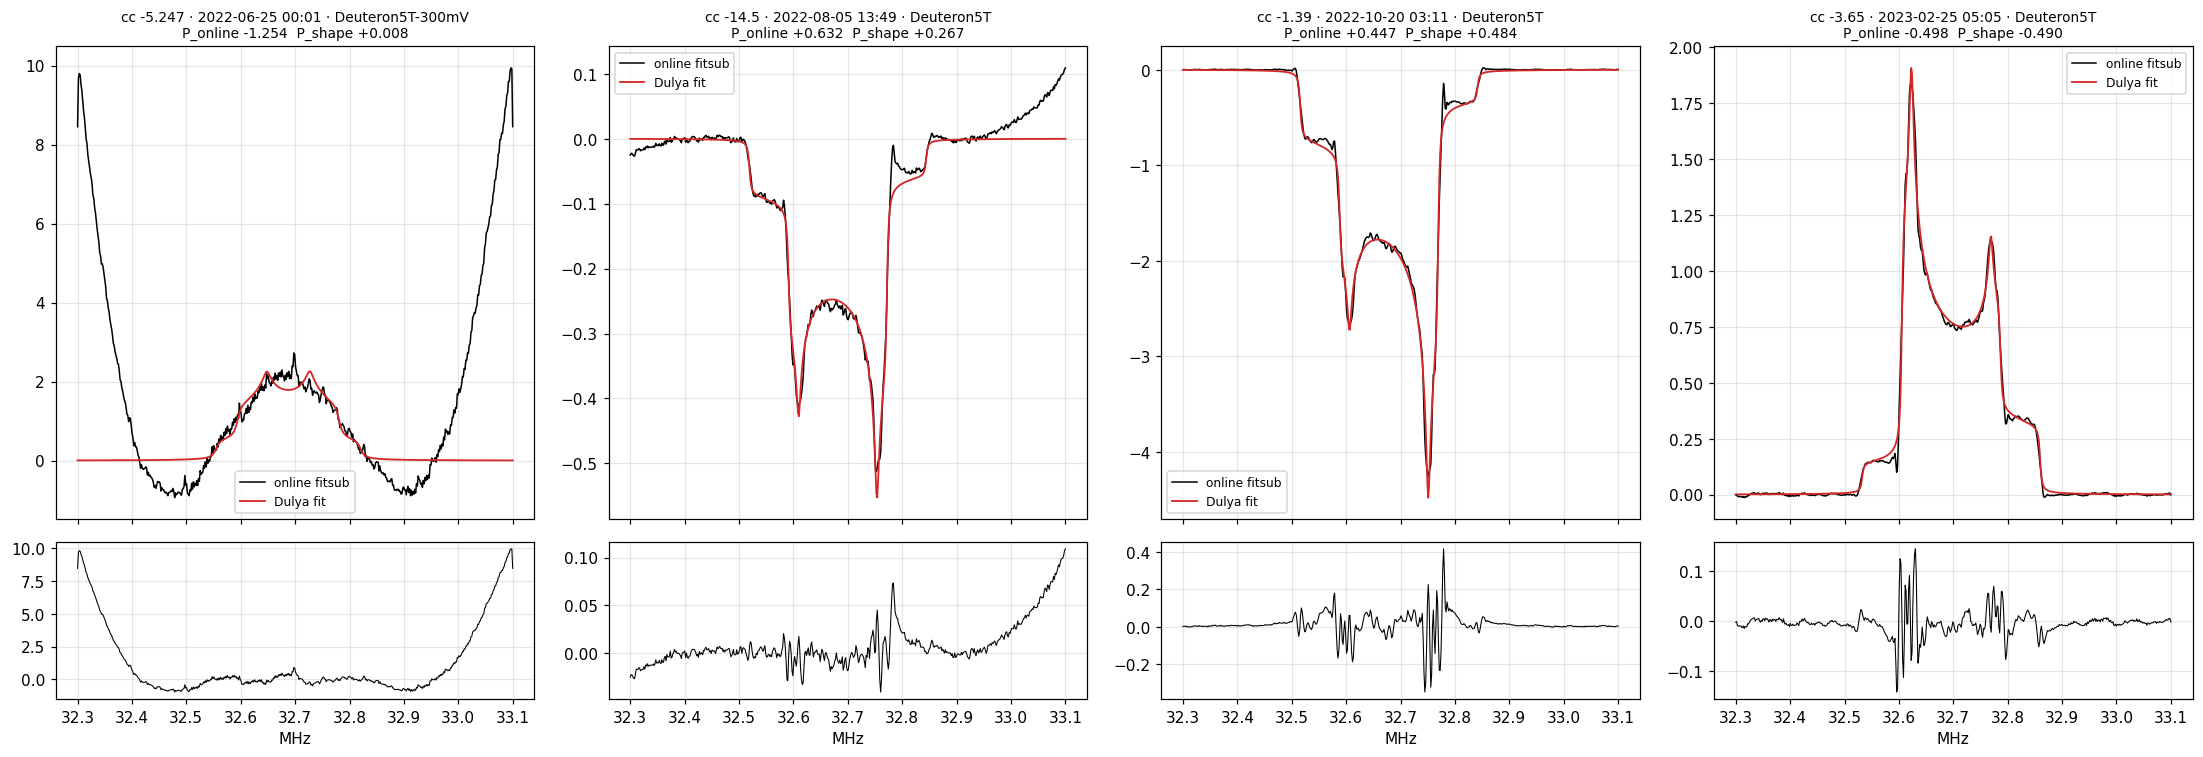 cc -5.247 · 2022-06-25 00:01 · Deuteron5T-300mV
P_online -1.254  P_shape +0.008
10
8
6
4
2
0
online fitsub
Dulya fit
10.0
7.5
5.0
2.5
0.0
32.3 32.4 32.5 32.6 32.7 32.8 32.9 33.0 33.1
MHz
cc -14.5 · 2022-08-05 13:49 · Deuteron5T
P_online +0.632  P_shape +0.267
online fitsub
Dulya fit
0.1
0.0
−0.1
−0.2
−0.3
−0.4
−0.5
0.10
0.05
0.00
32.3 32.4 32.5 32.6 32.7 32.8 32.9 33.0 33.1
MHz
cc -1.39 · 2022-10-20 03:11 · Deuteron5T
P_online +0.447  P_shape +0.484
0
−1
−2
−3
−4
online fitsub
Dulya fit
0.4
0.2
0.0
−0.2
32.3 32.4 32.5 32.6 32.7 32.8 32.9 33.0 33.1
MHz
cc -3.65 · 2023-02-25 05:05 · Deuteron5T
P_online -0.498  P_shape -0.490
online fitsub
Dulya fit
2.00
1.75
1.50
1.25
1.00
0.75
0.50
0.25
0.00
0.1
0.0
−0.1
32.3 32.4 32.5 32.6 32.7 32.8 32.9 33.0 33.1
MHz